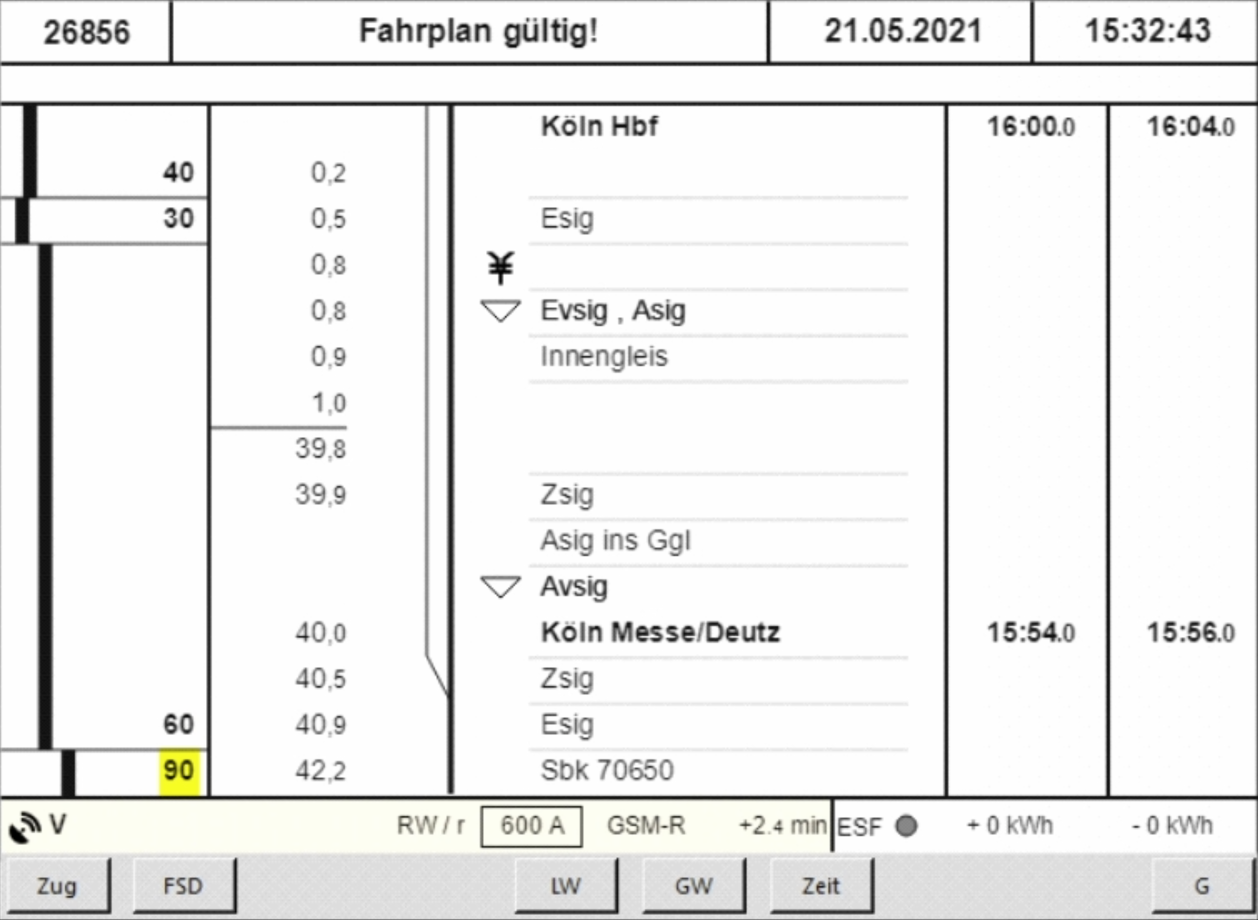 26856 Fahrplan gültig! 21.05.2021 15:32:43
Köln Hbf 16:00.0 16:04.0
40 0,2
30 0,5 Esig
0,8 ¥
0,8 Evsig , Asig
0,9 Innengleis
1,0
39,8
39,9 Zsig
Asig ins Ggl
Avsig
40,0 Köln Messe/Deutz 15:54.0 15:56.0
40,5 Zsig
60 40,9 Esig
90 42,2 Sbk 70650
V RW / r 600 A GSM-R +2.4 min ESF + 0 kWh - 0 kWh
Zug FSD LW GW Zeit G